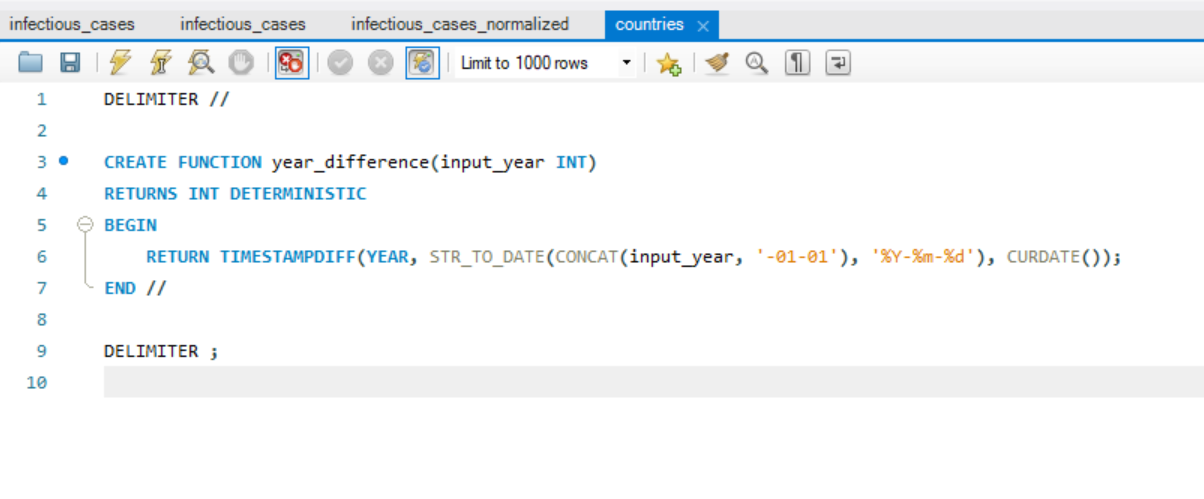 infectious_cases infectious_cases infectious_cases_normalized countries
Limit to 1000 rows
1 DELIMITER //
2
3 CREATE FUNCTION year_difference(input_year INT)
4 RETURNS INT DETERMINISTIC
5 BEGIN
6 RETURN TIMESTAMPDIFF(YEAR, STR_TO_DATE(CONCAT(input_year, '-01-01'), '%Y-%m-%d'), CURDATE());
7 END //
8
9 DELIMITER ;
10